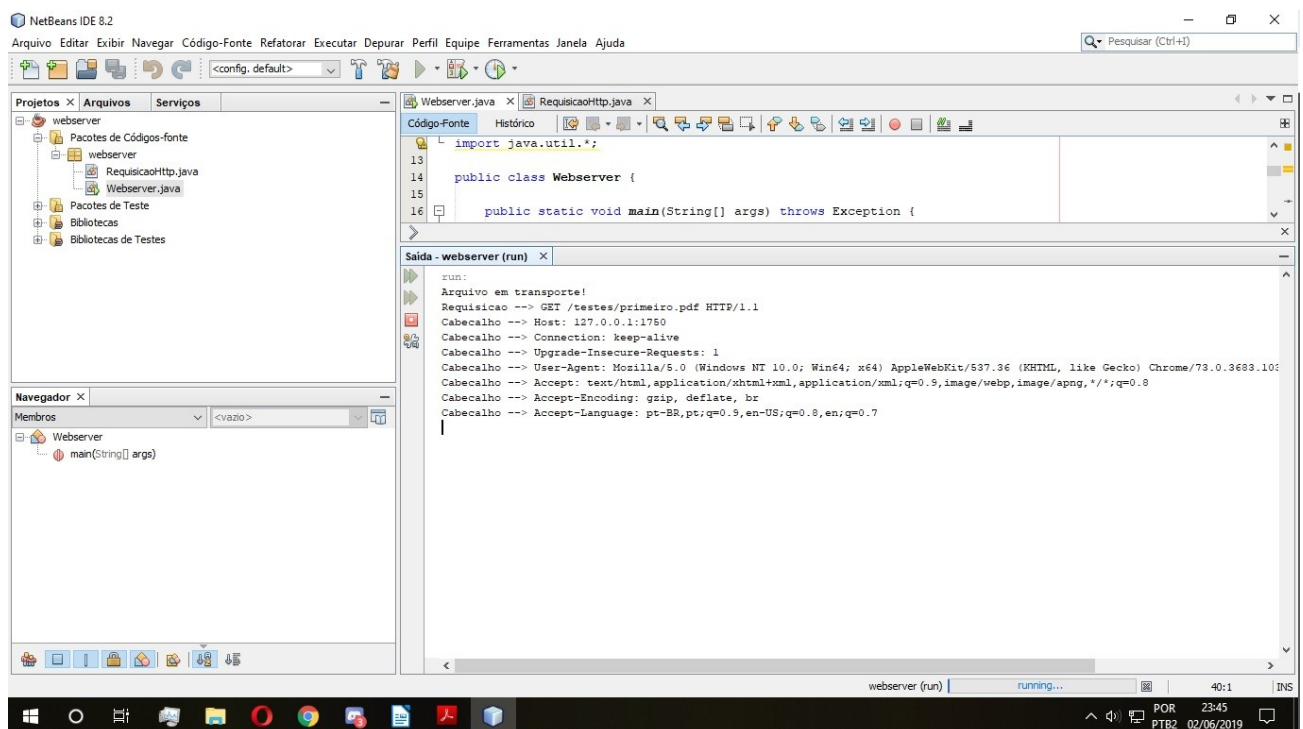 NetBeans IDE 8.2
Arquivo Editar Exibir Navegar Código-Fonte Refatorar Executar Depurar Perfil Equipe Ferramentas Janela Ajuda
Pesquisar (Ctrl+I)
<config. default>
Projetos Arquivos Serviços
webserver
Pacotes de Códigos-fonte
webserver
RequisicaoHttp.java
Webserver.java
Pacotes de Teste
Bibliotecas
Bibliotecas de Testes
Navegador
Membros <vazio>
Webserver
main(String[] args)
Webserver.java RequisicaoHttp.java
Código-Fonte Histórico
import java.util.*;
13
14 public class Webserver {
15
16 public static void main(String[] args) throws Exception {
Saída - webserver (run)
run:
Arquivo em transporte!
Requisicao --> GET /testes/primeiro.pdf HTTP/1.1
Cabecalho --> Host: 127.0.0.1:1750
Cabecalho --> Connection: keep-alive
Cabecalho --> Upgrade-Insecure-Requests: 1
Cabecalho --> User-Agent: Mozilla/5.0 (Windows NT 10.0; Win64; x64) AppleWebKit/537.36 (KHTML, like Gecko) Chrome/73.0.3683.103
Cabecalho --> Accept: text/html,application/xhtml+xml,application/xml;q=0.9,image/webp,image/apng,*/*;q=0.8
Cabecalho --> Accept-Encoding: gzip, deflate, br
Cabecalho --> Accept-Language: pt-BR,pt;q=0.9,en-US;q=0.8,en;q=0.7
webserver (run) running... 40:1 INS
POR 23:45
PTB2 02/06/2019